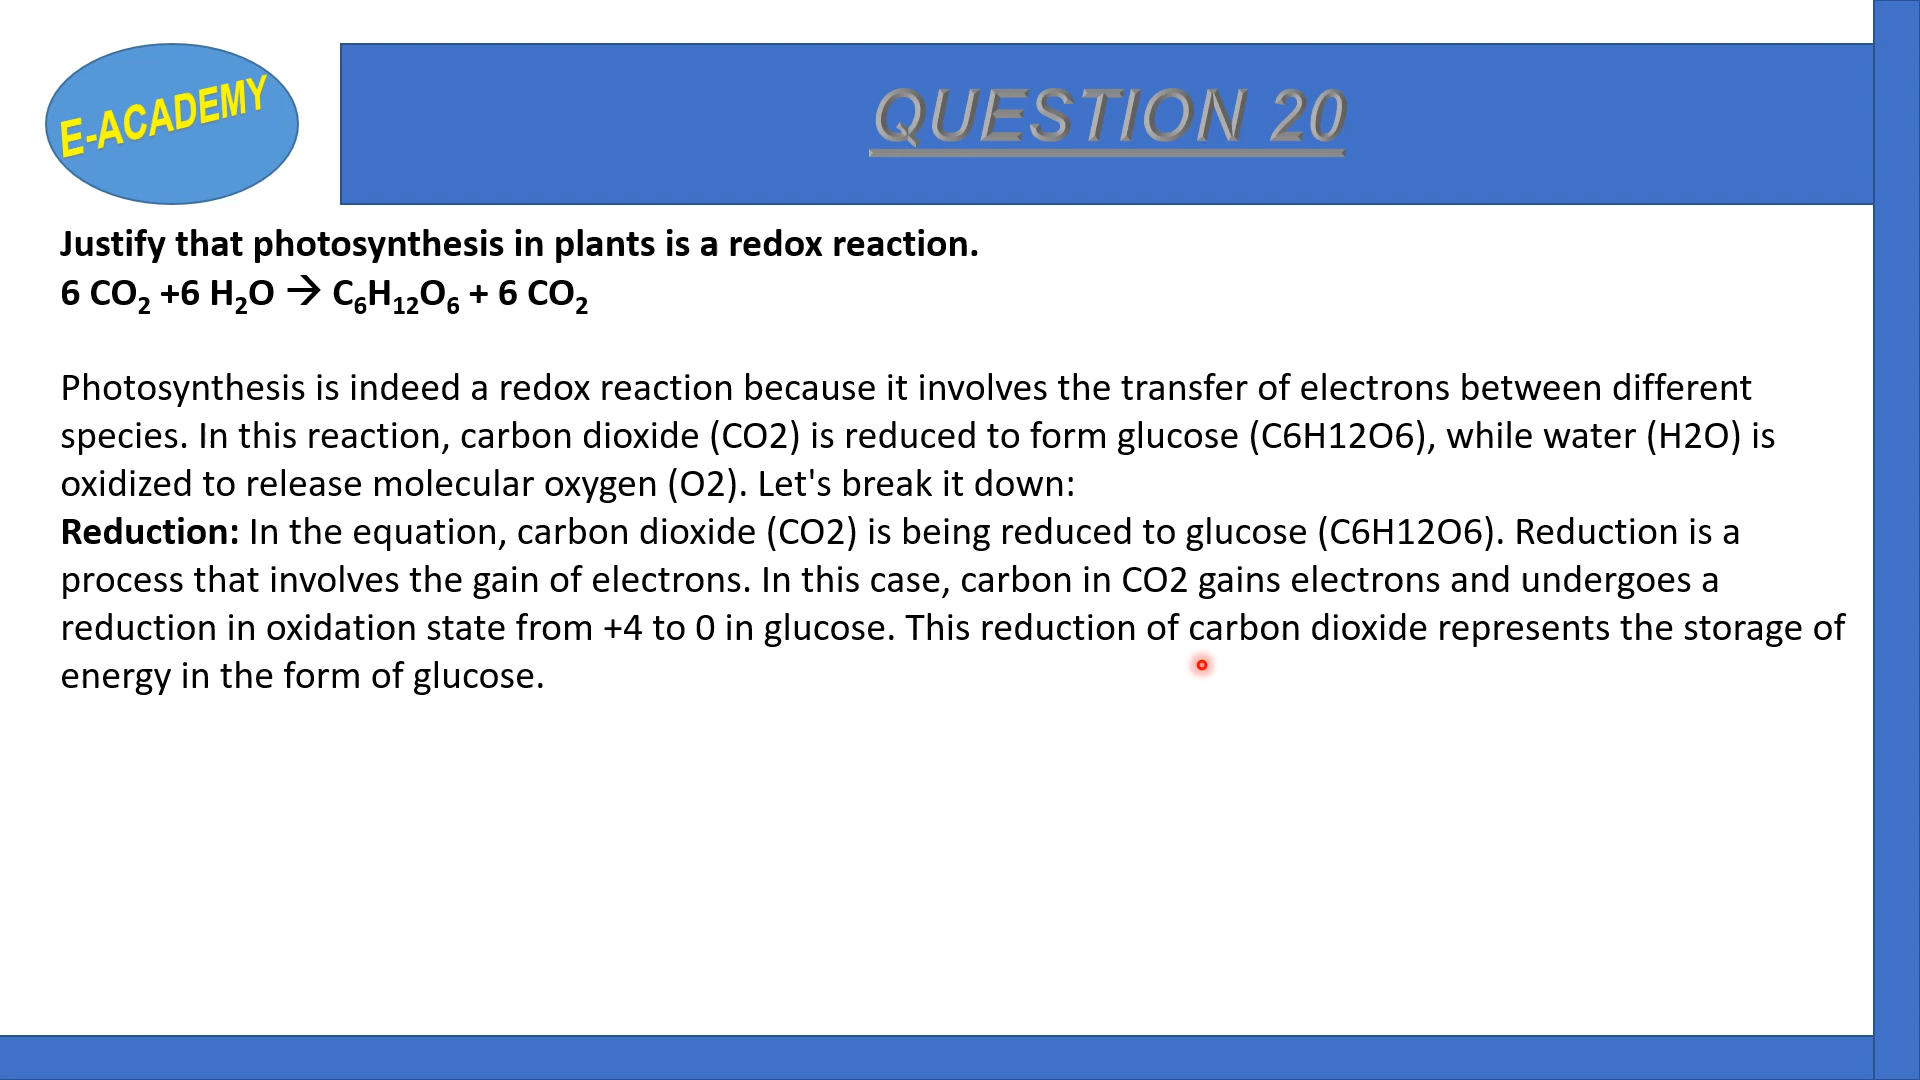 E-ACADEMY
QUESTION 20
Justify that photosynthesis in plants is a redox reaction.
6 CO₂ +6 H₂O → C₆H₁₂O₆ + 6 CO₂
Photosynthesis is indeed a redox reaction because it involves the transfer of electrons between different
species. In this reaction, carbon dioxide (CO2) is reduced to form glucose (C6H12O6), while water (H2O) is
oxidized to release molecular oxygen (O2). Let's break it down:
Reduction: In the equation, carbon dioxide (CO2) is being reduced to glucose (C6H12O6). Reduction is a
process that involves the gain of electrons. In this case, carbon in CO2 gains electrons and undergoes a
reduction in oxidation state from +4 to 0 in glucose. This reduction of carbon dioxide represents the storage of
energy in the form of glucose.